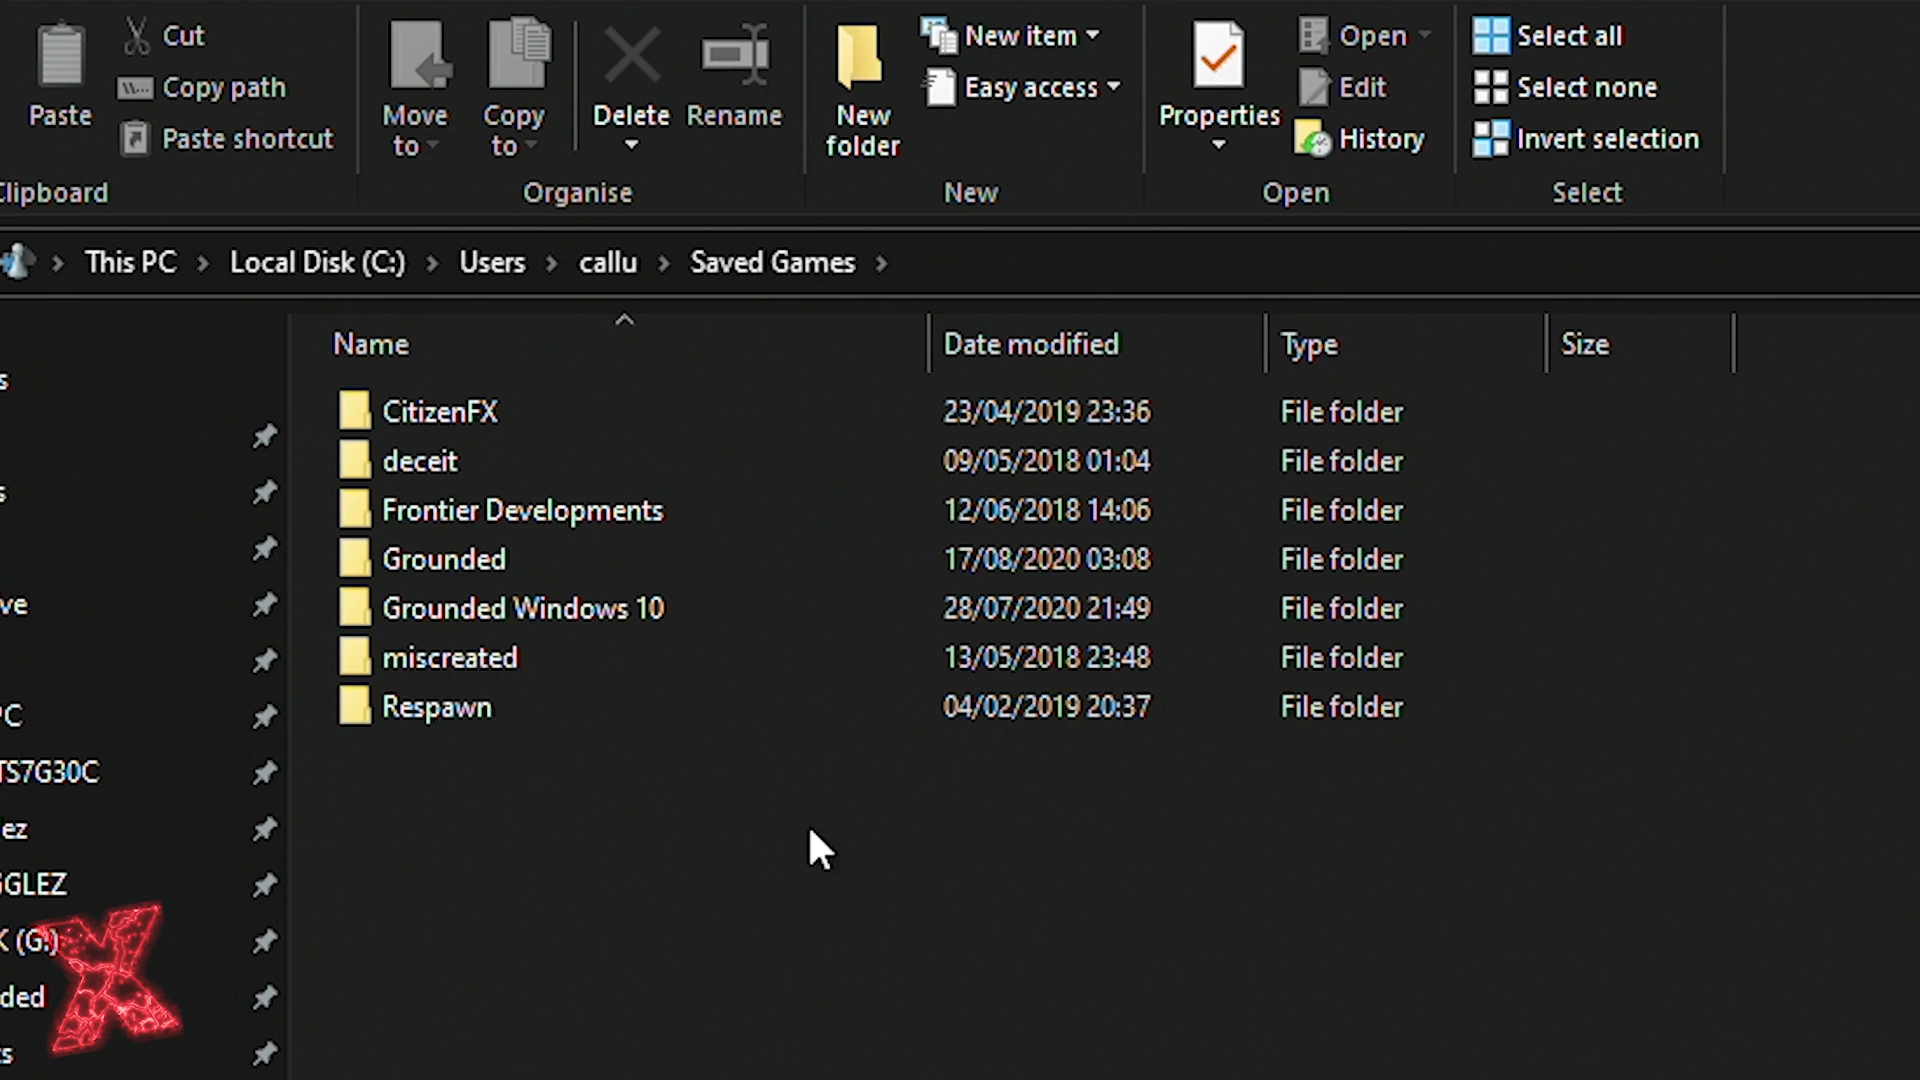 Cut
Copy path
Paste shortcut
Paste
Clipboard
Move to
Copy to
Delete
Rename
Organise
New folder
New item
Easy access
New
Properties
Open
Edit
History
Open
Select all
Select none
Invert selection
Select
This PC > Local Disk (C:) > Users > callu > Saved Games >
Name Date modified Type Size
CitizenFX 23/04/2019 23:36 File folder
deceit 09/05/2018 01:04 File folder
Frontier Developments 12/06/2018 14:06 File folder
Grounded 17/08/2020 03:08 File folder
Grounded Windows 10 28/07/2020 21:49 File folder
miscreated 13/05/2018 23:48 File folder
Respawn 04/02/2019 20:37 File folder
s
s
ve
PC
TS7G30C
ez
GGLEZ
K (G:)
ded
ts
X